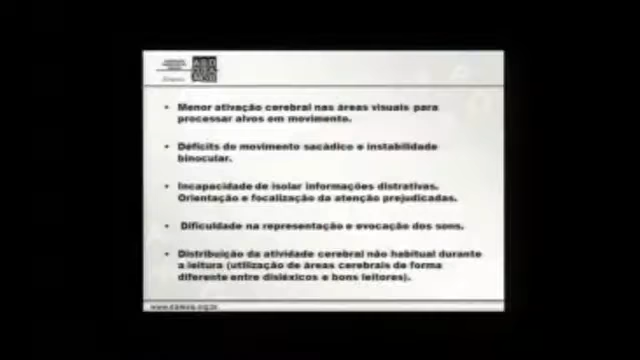 • Menor ativação cerebral nas áreas visuais para
processar alvos em movimento.
• Déficits do movimento sacádico e instabilidade
binocular.
• Incapacidade de isolar informações distrativas.
Orientação e focalização da atenção prejudicadas.
• Dificuldade na representação e evocação dos sons.
• Distribuição da atividade cerebral não habitual durante
a leitura (utilização de áreas cerebrais de forma
diferente entre disléxicos e bons leitores).